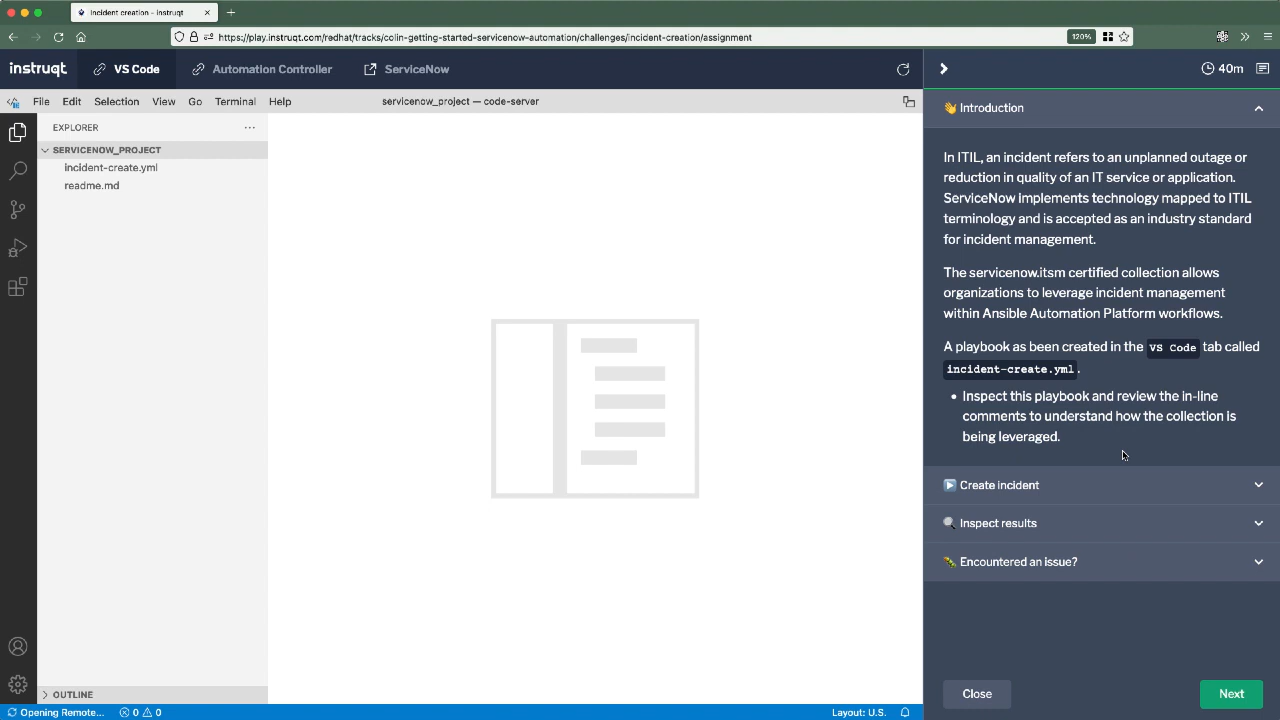 Incident creation - Instruqt
https://play.instruqt.com/redhat/tracks/colin-getting-started-servicenow-automation/challenges/incident-creation/assignment
120%
instruqt
VS Code
Automation Controller
ServiceNow
40m
File Edit Selection View Go Terminal Help
servicenow_project — code-server
EXPLORER
SERVICENOW_PROJECT
incident-create.yml
readme.md
OUTLINE
Opening Remote...
0 0
Layout: U.S.
Introduction
In ITIL, an incident refers to an unplanned outage or
reduction in quality of an IT service or application.
ServiceNow implements technology mapped to ITIL
terminology and is accepted as an industry standard
for incident management.
The servicenow.itsm certified collection allows
organizations to leverage incident management
within Ansible Automation Platform workflows.
A playbook as been created in the VS Code tab called
incident-create.yml.
• Inspect this playbook and review the in-line
comments to understand how the collection is
being leveraged.
Create incident
Inspect results
Encountered an issue?
Close
Next